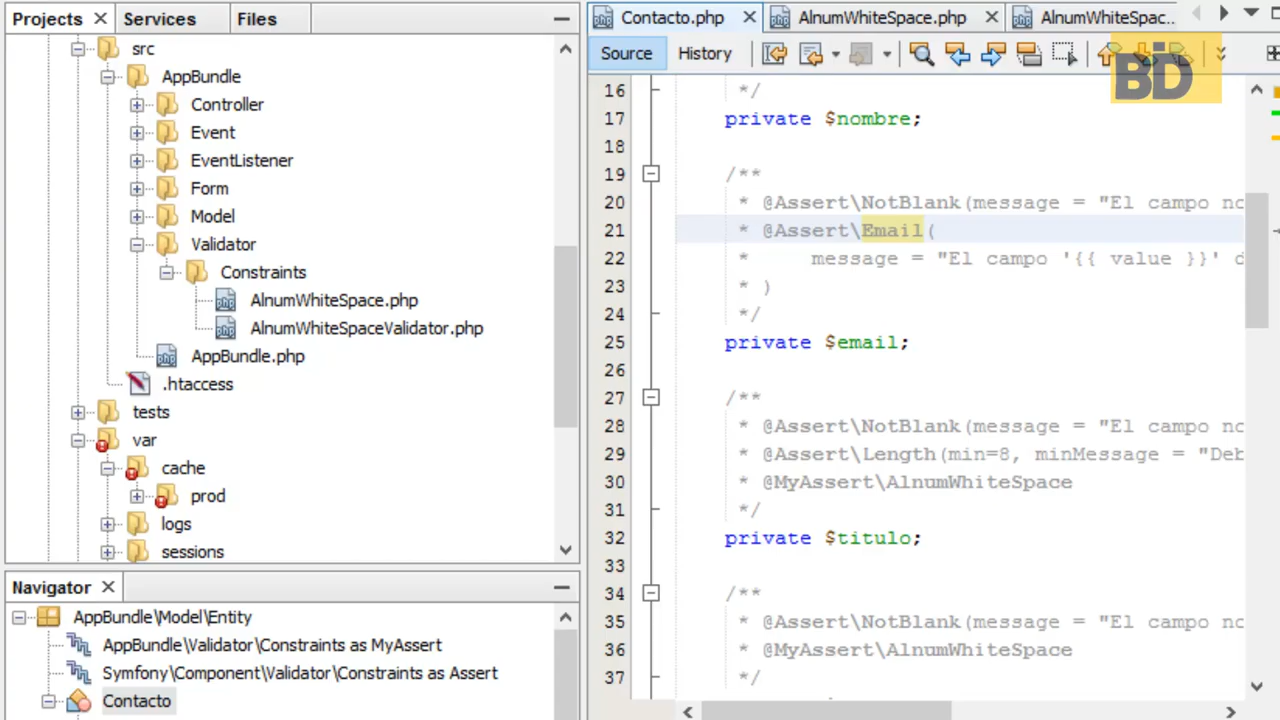 Projects
Services
Files
src
AppBundle
Controller
Event
EventListener
Form
Model
Validator
Constraints
AlnumWhiteSpace.php
AlnumWhiteSpaceValidator.php
AppBundle.php
.htaccess
tests
var
cache
prod
logs
sessions
Navigator
AppBundle\Model\Entity
AppBundle\Validator\Constraints as MyAssert
Symfony\Component\Validator\Constraints as Assert
Contacto
Contacto.php
AlnumWhiteSpace.php
AlnumWhiteSpac...
Source
History
BD
16 */
17 private $nombre;
18
19 /**
20 * @Assert\NotBlank(message = "El campo no
21 * @Assert\Email(
22 * message = "El campo '{{ value }}' d
23 * )
24 */
25 private $email;
26
27 /**
28 * @Assert\NotBlank(message = "El campo no
29 * @Assert\Length(min=8, minMessage = "Deb
30 * @MyAssert\AlnumWhiteSpace
31 */
32 private $titulo;
33
34 /**
35 * @Assert\NotBlank(message = "El campo no
36 * @MyAssert\AlnumWhiteSpace
37 */